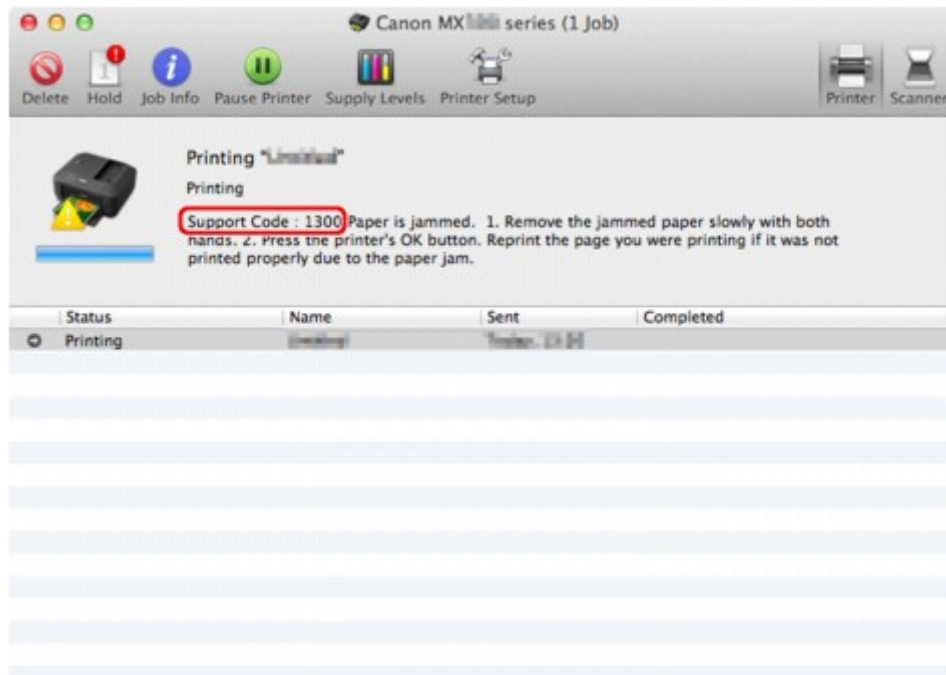 Canon MX series (1 Job)
Delete Hold Job Info Pause Printer Supply Levels Printer Setup Printer Scanner
Printing "
Printing
Support Code : 1300 Paper is jammed. 1. Remove the jammed paper slowly with both
hands. 2. Press the printer's OK button. Reprint the page you were printing if it was not
printed properly due to the paper jam.
Status Name Sent Completed
Printing